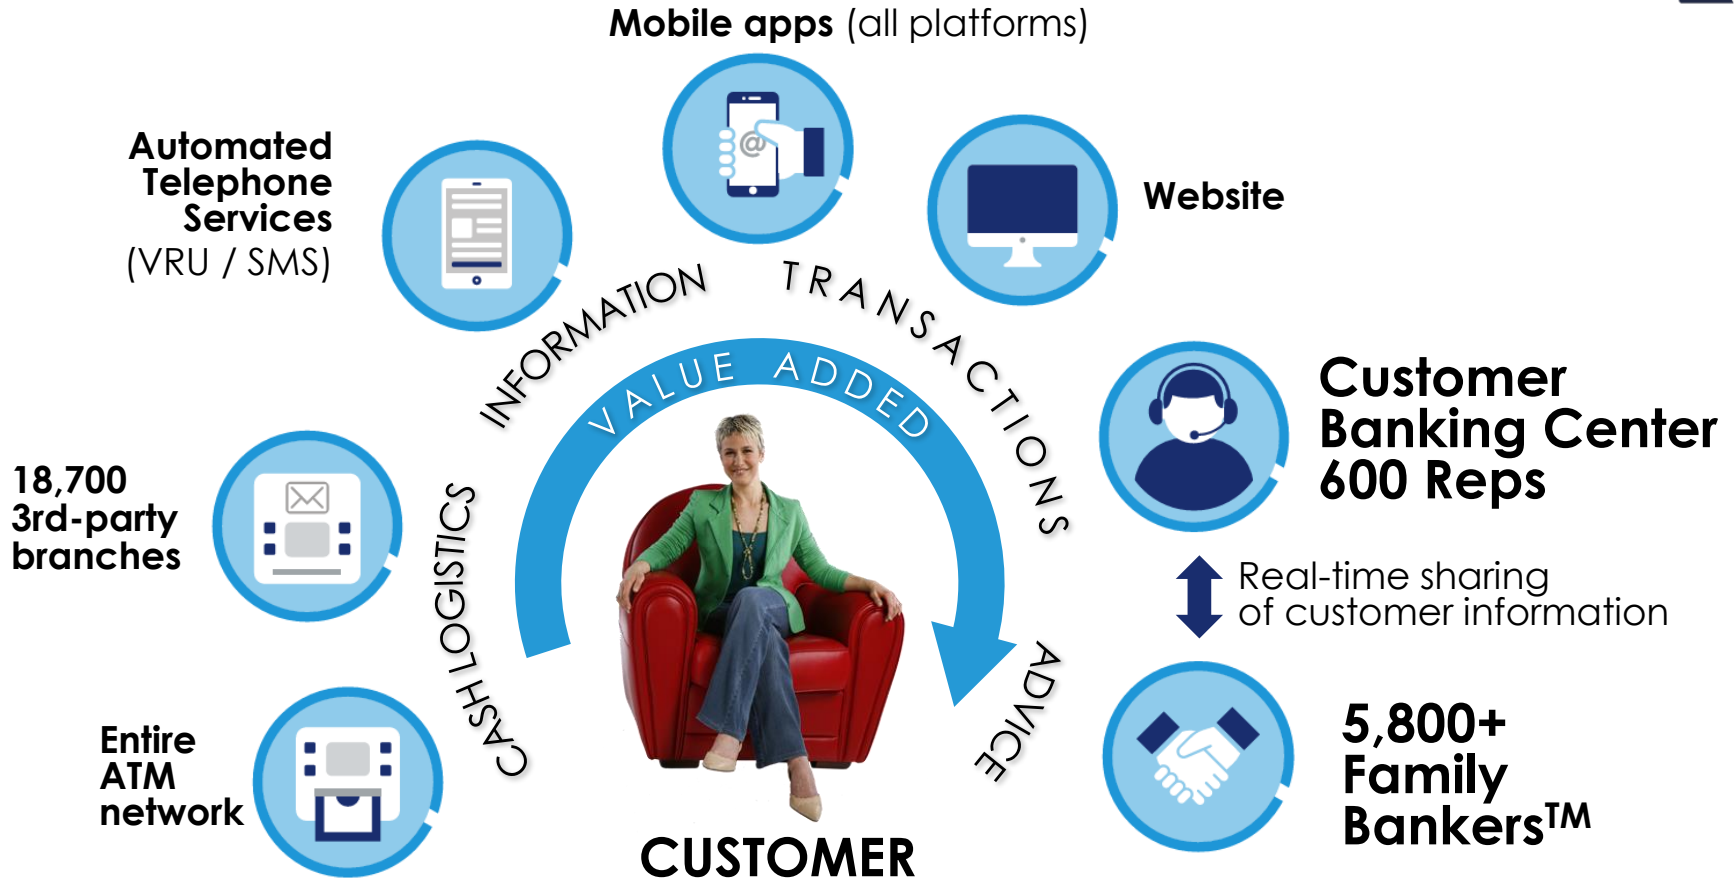 Mobile apps (all platforms)
Automated
Telephone
Services
(VRU / SMS)
Website
INFORMATION
TRANSACTIONS
VALUE ADDED
@
Customer
Banking Center
600 Reps
18,700
3rd-party
branches
CASH LOGISTICS
Real-time sharing
of customer information
ADVICE
Entire
ATM
network
5,800+
Family
Bankers™
CUSTOMER